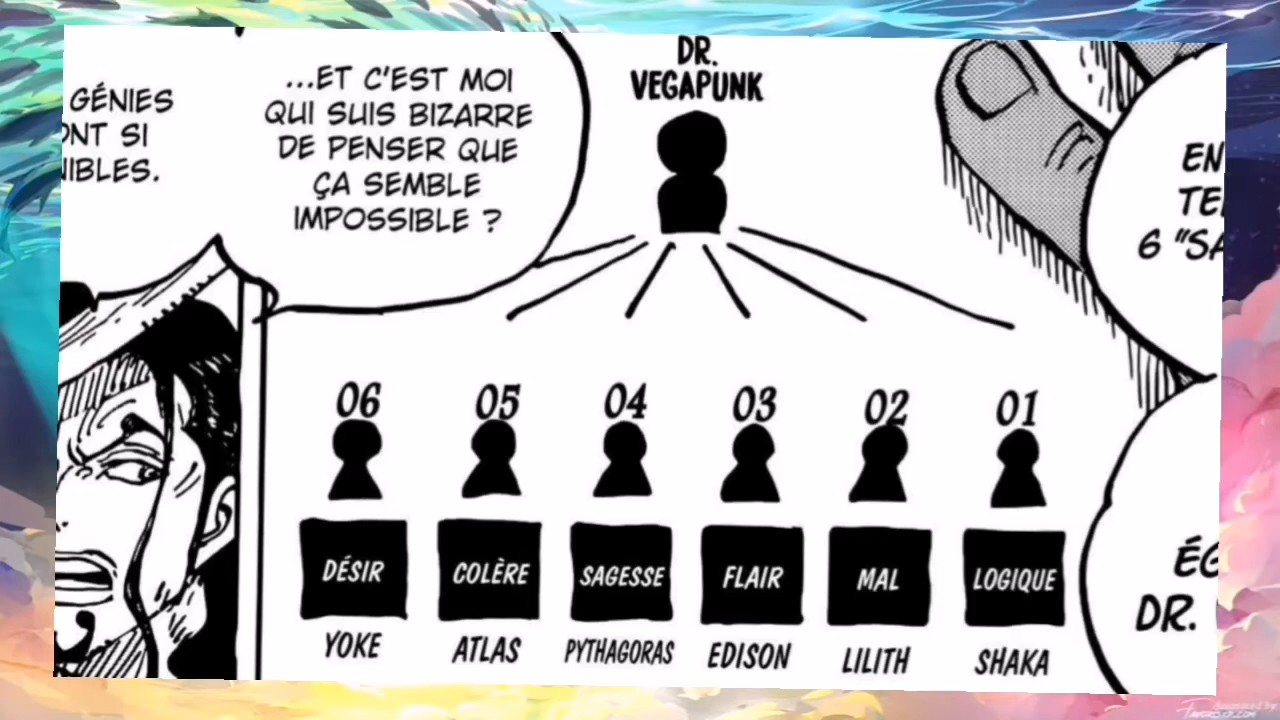 GÉNIES
ONT SI
NIBLES.
...ET C'EST MOI
QUI SUIS BIZARRE
DE PENSER QUE
ÇA SEMBLE
IMPOSSIBLE ?
DR.
VEGAPUNK
EN
6 "SA
06 05 04 03 02 01
DÉSIR COLÈRE SAGESSE FLAIR MAL LOGIQUE
YOKE ATLAS PYTHAGORAS EDISON LILITH SHAKA
ÉG
DR.